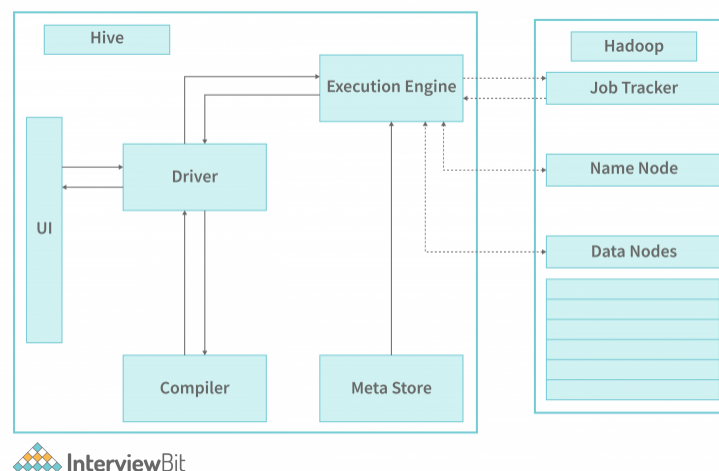 Hive
Hadoop
Execution Engine
Job Tracker
Driver
Name Node
UI
Data Nodes
Compiler
Meta Store
InterviewBit